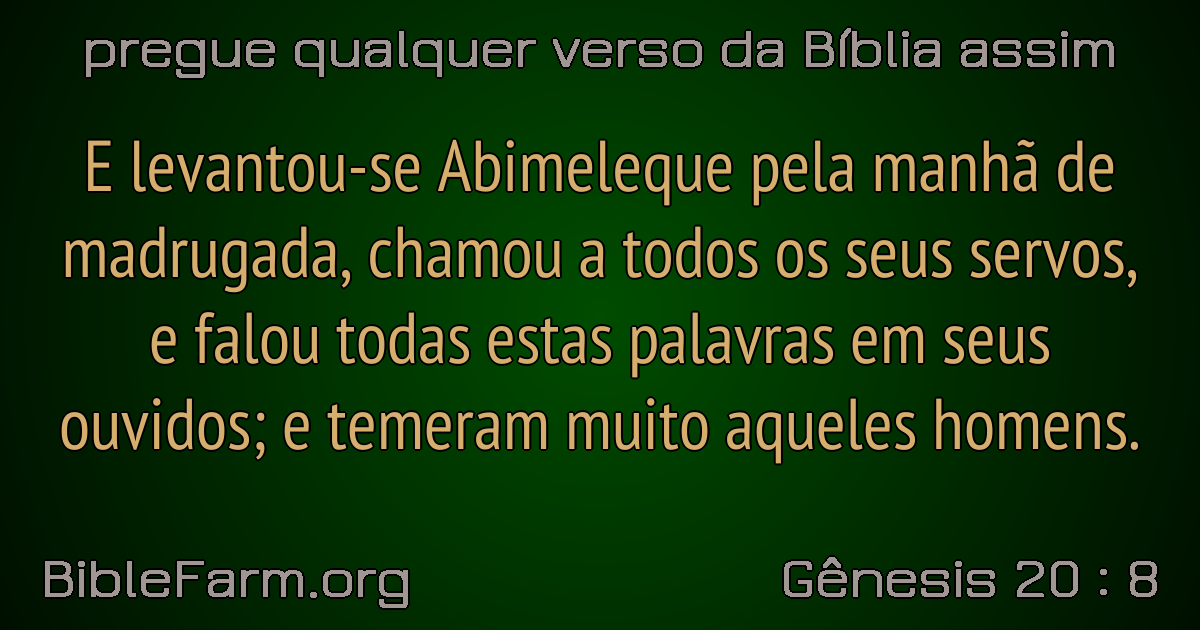 pregue qualquer verso da Bíblia assim
E levantou-se Abimeleque pela manhã de
madrugada, chamou a todos os seus servos,
e falou todas estas palavras em seus
ouvidos; e temeram muito aqueles homens.
BibleFarm.org
Gênesis 20 : 8